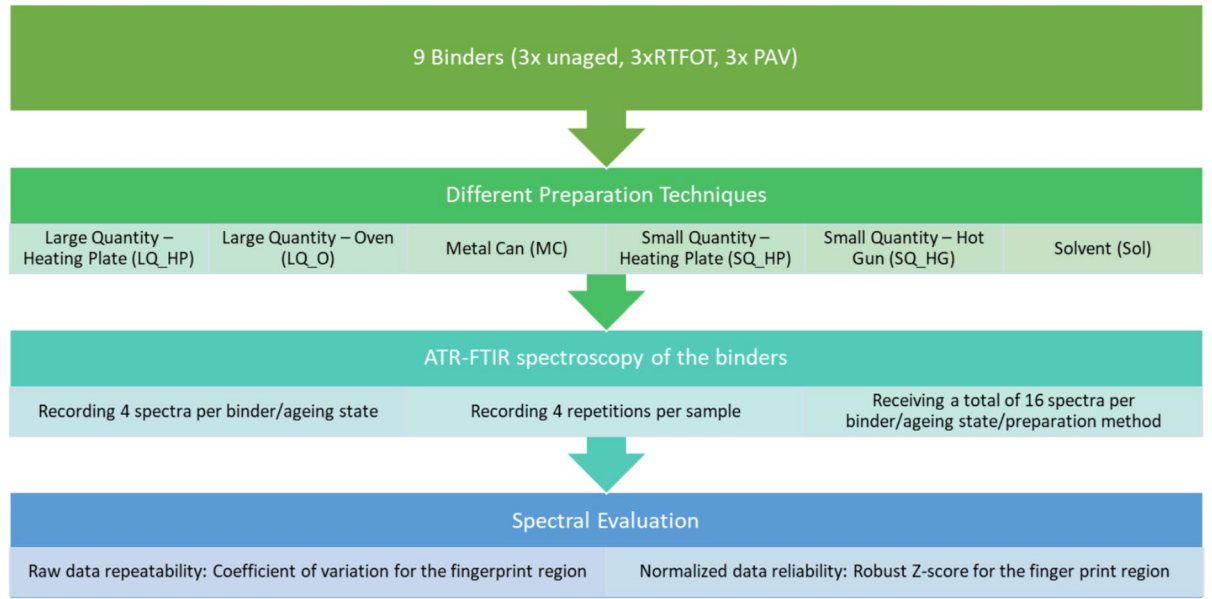 9 Binders (3x unaged, 3xRTFOT, 3x PAV)
Different Preparation Techniques
Large Quantity –
Heating Plate (LQ_HP)
Large Quantity – Oven
(LQ_O)
Metal Can (MC)
Small Quantity –
Heating Plate (SQ_HP)
Small Quantity – Hot
Gun (SQ_HG)
Solvent (Sol)
ATR-FTIR spectroscopy of the binders
Recording 4 spectra per binder/ageing state
Recording 4 repetitions per sample
Receiving a total of 16 spectra per
binder/ageing state/preparation method
Spectral Evaluation
Raw data repeatability: Coefficient of variation for the fingerprint region
Normalized data reliability: Robust Z-score for the finger print region